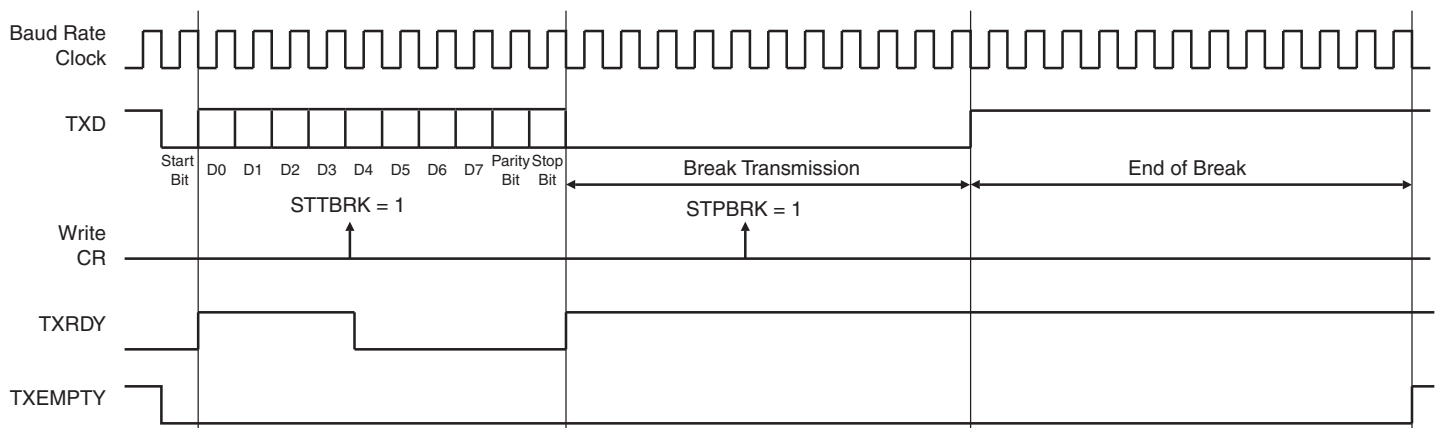 Baud Rate
Clock
TXD
Start
Bit
D0 D1 D2 D3 D4 D5 D6 D7
Parity
Bit
Stop
Bit
Break Transmission
End of Break
STTBRK = 1
STPBRK = 1
Write
CR
TXRDY
TXEMPTY